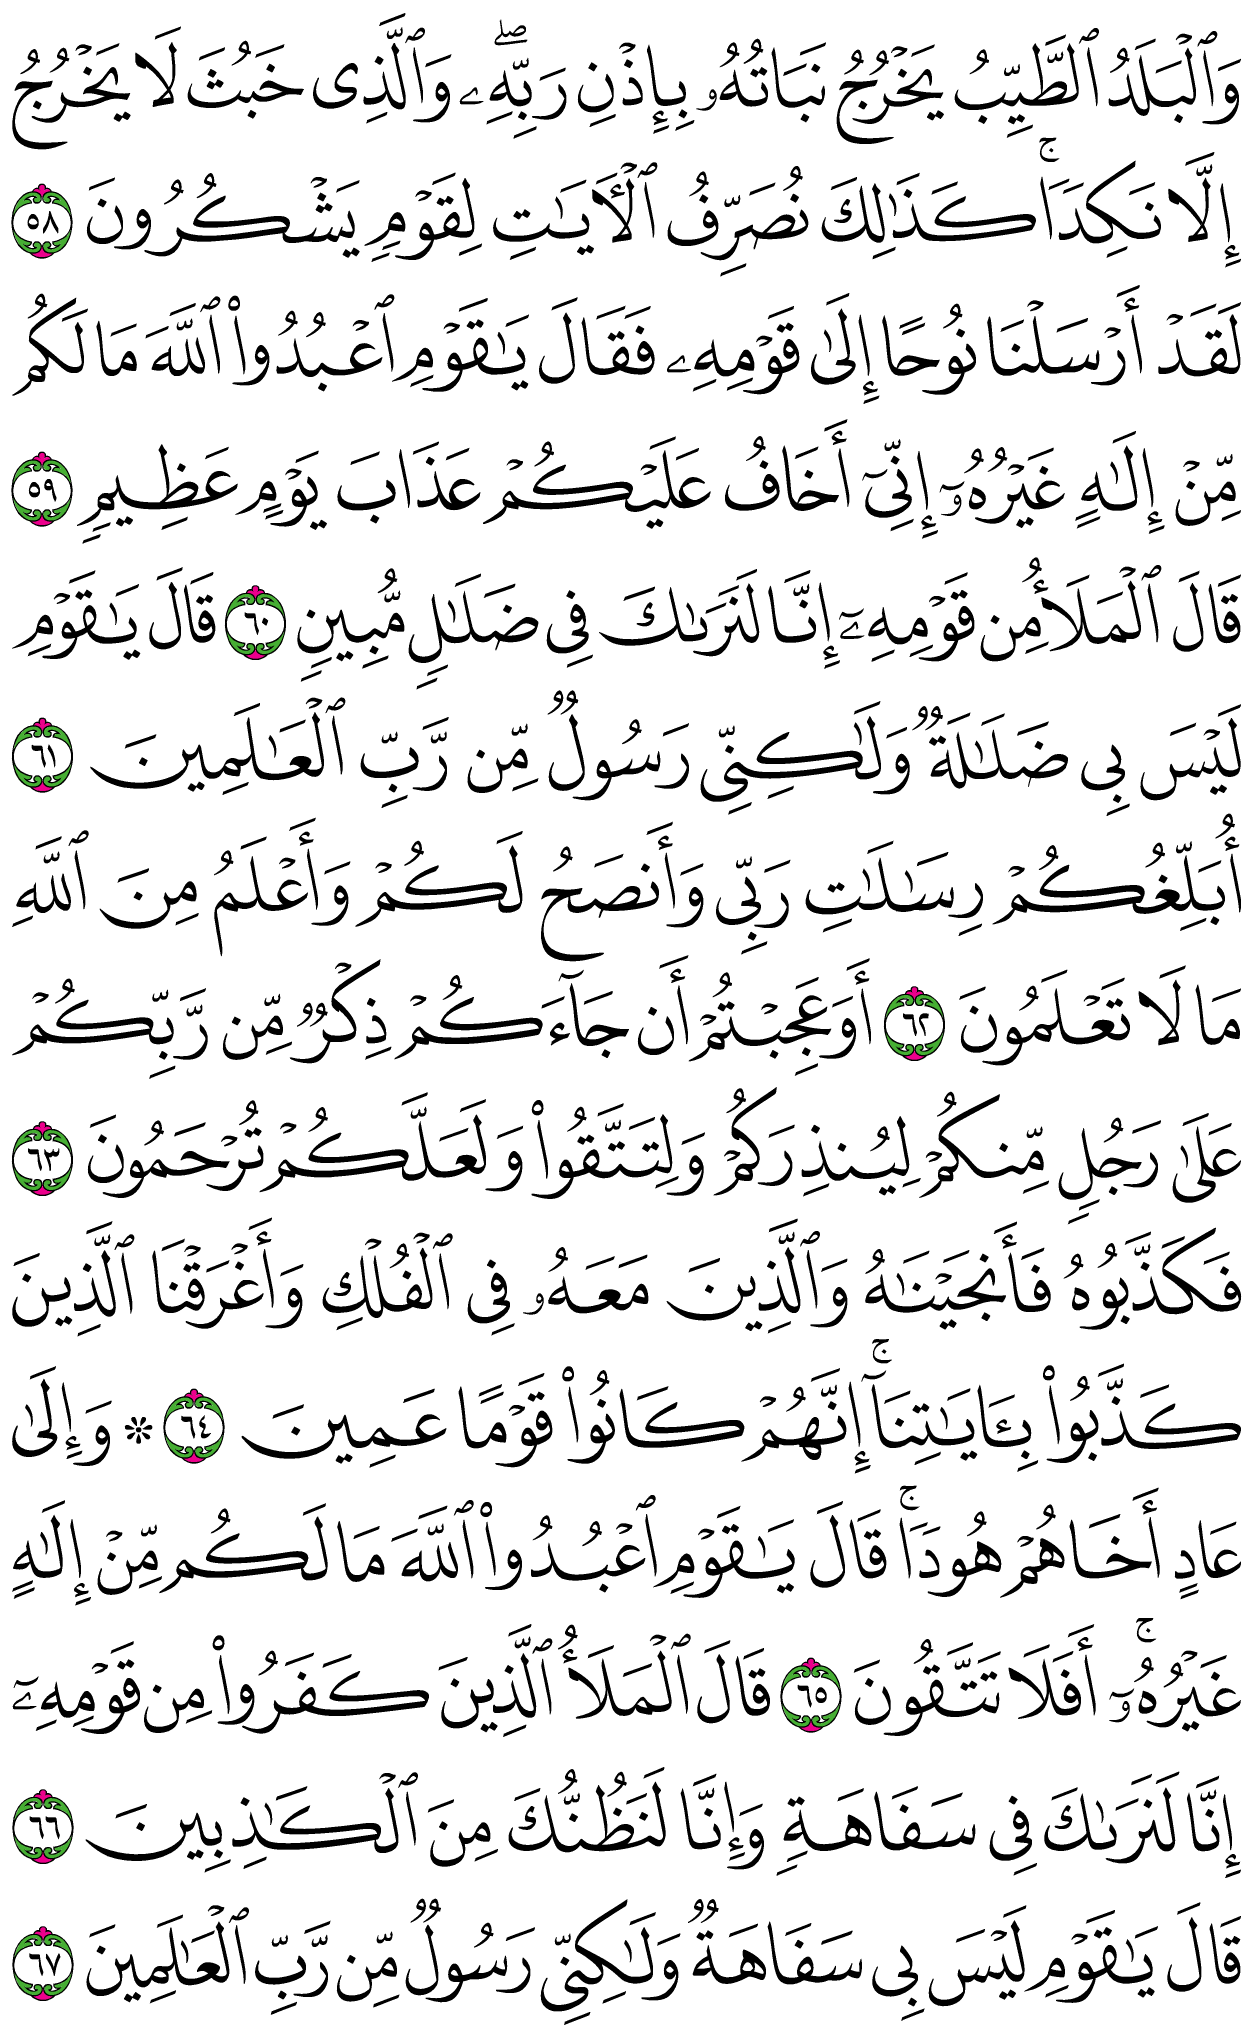 وَٱلْبَلَدُ ٱلطَّيِّبُ يَخْرُجُ نَبَاتُهُۥ بِإِذْنِ رَبِّهِۦۖ وَٱلَّذِى خَبُثَ لَا يَخْرُجُ
إِلَّا نَكِدًاۚ كَذَٰلِكَ نُصَرِّفُ ٱلْأَيَـٰتِ لِقَوْمٍ يَشْكُرُونَ ٥٨
لَقَدْ أَرْسَلْنَا نُوحًا إِلَىٰ قَوْمِهِۦ فَقَالَ يَـٰقَوْمِ ٱعْبُدُوا۟ ٱللَّهَ مَا لَكُم
مِّنْ إِلَـٰهٍ غَيْرُهُۥٓ إِنِّىٓ أَخَافُ عَلَيْكُمْ عَذَابَ يَوْمٍ عَظِيمٍ ٥٩
قَالَ ٱلْمَلَأُ مِن قَوْمِهِۦٓ إِنَّا لَنَرَىٰكَ فِى ضَلَـٰلٍ مُّبِينٍ ٦٠ قَالَ يَـٰقَوْمِ
لَيْسَ بِى ضَلَـٰلَةٌ وَلَـٰكِنِّى رَسُولٌ مِّن رَّبِّ ٱلْعَـٰلَمِينَ ٦١
أُبَلِّغُكُمْ رِسَـٰلَـٰتِ رَبِّى وَأَنصَحُ لَكُمْ وَأَعْلَمُ مِنَ ٱللَّهِ
مَا لَا تَعْلَمُونَ ٦٢ أَوَعَجِبْتُمْ أَن جَآءَكُمْ ذِكْرٌ مِّن رَّبِّكُمْ
عَلَىٰ رَجُلٍ مِّنكُمْ لِيُنذِرَكُمْ وَلِتَتَّقُوا۟ وَلَعَلَّكُمْ تُرْحَمُونَ ٦٣
فَكَذَّبُوهُ فَأَنجَيْنَـٰهُ وَٱلَّذِينَ مَعَهُۥ فِى ٱلْفُلْكِ وَأَغْرَقْنَا ٱلَّذِينَ
كَذَّبُوا۟ بِـَٔايَـٰتِنَآۚ إِنَّهُمْ كَانُوا۟ قَوْمًا عَمِينَ ٦٤ ۞ وَإِلَىٰ
عَادٍ أَخَاهُمْ هُودًاۚ قَالَ يَـٰقَوْمِ ٱعْبُدُوا۟ ٱللَّهَ مَا لَكُم مِّنْ إِلَـٰهٍ
غَيْرُهُۥٓۚ أَفَلَا تَتَّقُونَ ٦٥ قَالَ ٱلْمَلَأُ ٱلَّذِينَ كَفَرُوا۟ مِن قَوْمِهِۦٓ
إِنَّا لَنَرَىٰكَ فِى سَفَاهَةٍ وَإِنَّا لَنَظُنُّكَ مِنَ ٱلْكَـٰذِبِينَ ٦٦
قَالَ يَـٰقَوْمِ لَيْسَ بِى سَفَاهَةٌ وَلَـٰكِنِّى رَسُولٌ مِّن رَّبِّ ٱلْعَـٰلَمِينَ ٦٧